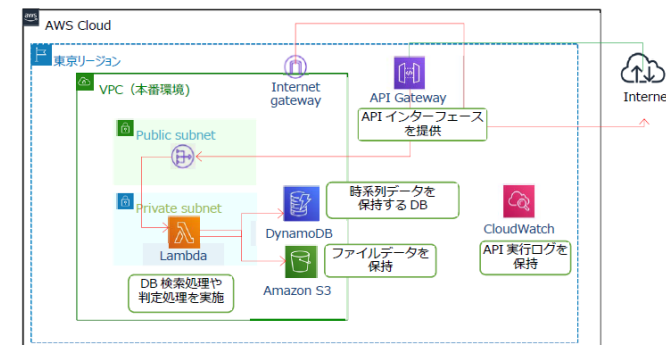 aws
AWS Cloud
東京リージョン
VPC（本番環境）
Internet
gateway
API Gateway
API インターフェース
を提供
Interne
Public subnet
Private subnet
Lambda
DB 検索処理や
判定処理を実施
時系列データを
保持する DB
DynamoDB
ファイルデータを
保持
Amazon S3
CloudWatch
API 実行ログを
保持